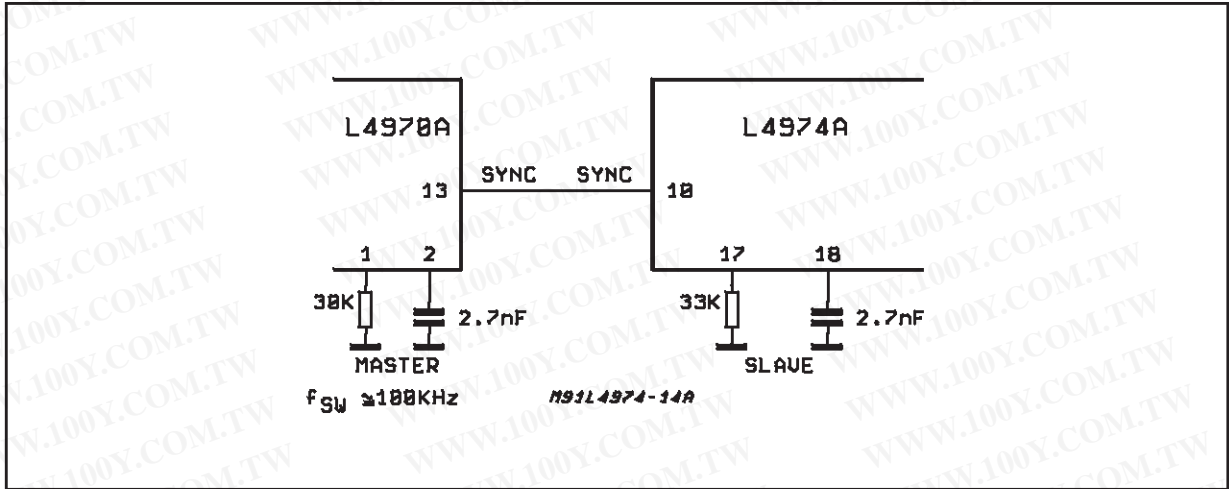 L4970A
L4974A
SYNC SYNC
13
10
1 2
17 18
30K
2.7nF
33K
2.7nF
MASTER
SLAVE
fSW ≃100KHz
M91L4974-14A
WWW.100Y.COM.TW